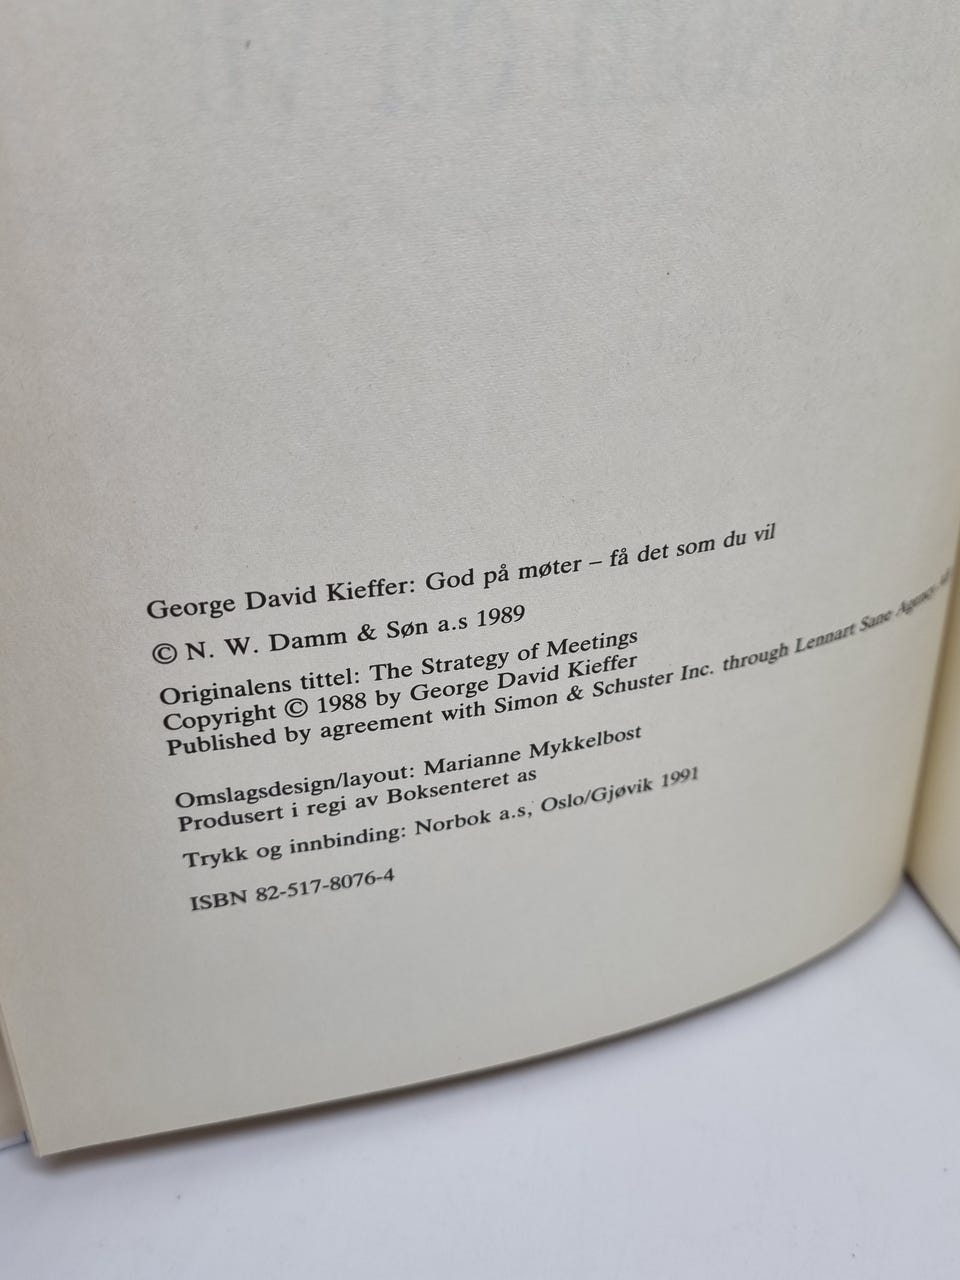 George David Kieffer: God på møter – få det som du vil
© N. W. Damm & Søn a.s 1989
Originalens tittel: The Strategy of Meetings
Copyright © 1988 by George David Kieffer
Published by agreement with Simon & Schuster Inc. through Lennart Sane Agency
Omslagsdesign/layout: Marianne Mykkelbost
Produsert i regi av Boksenteret as
Trykk og innbinding: Norbok a.s, Oslo/Gjøvik 1991
ISBN 82-517-8076-4